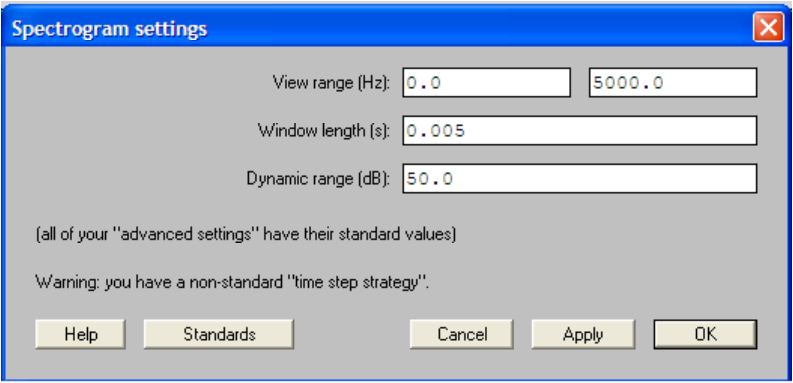 Spectrogram settings
View range (Hz): 0.0 5000.0
Window length (s): 0.005
Dynamic range (dB): 50.0
(all of your "advanced settings" have their standard values)
Warning: you have a non-standard "time step strategy".
Help Standards Cancel Apply OK